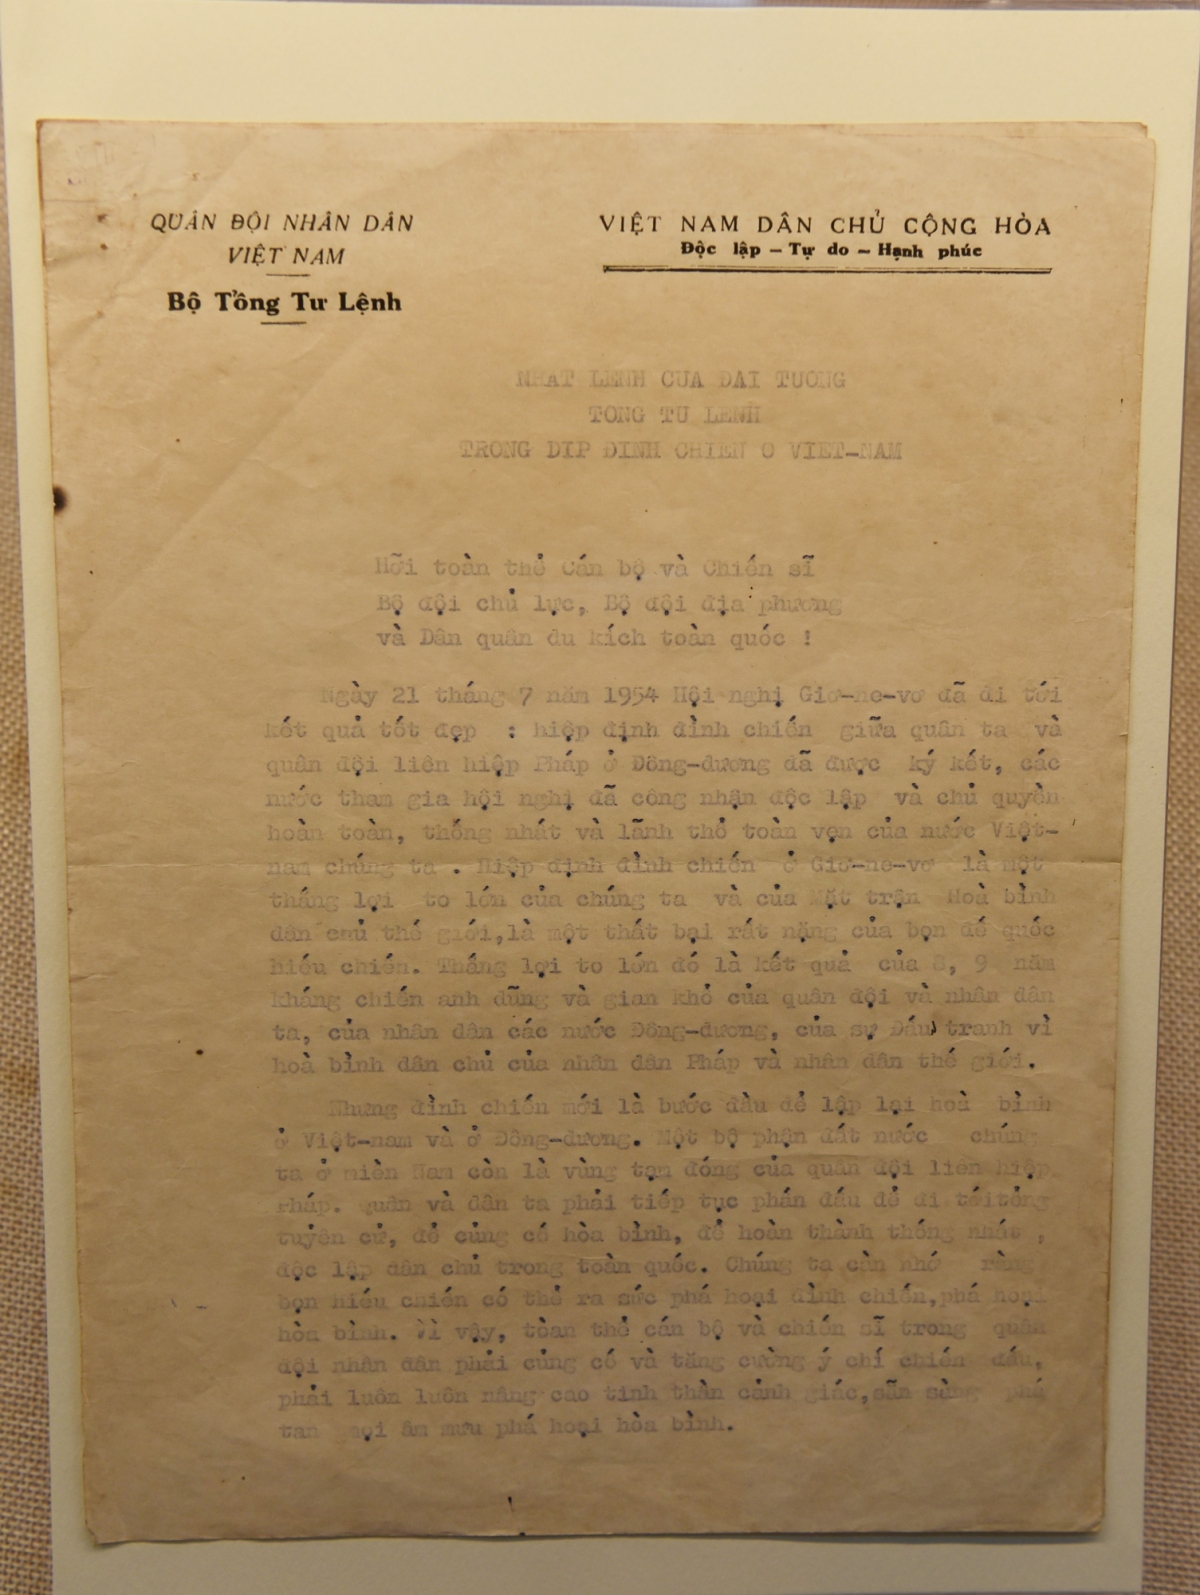 QUÂN ĐỘI NHÂN DÂN
VIỆT NAM
Bộ Tổng Tư Lệnh
VIỆT NAM DÂN CHỦ CỘNG HÒA
Độc lập – Tự do – Hạnh phúc
NHAT LENH CUA DAI TUONG
TONG TU LENH
TRONG DIP DINH CHIEN O VIET-NAM
Hỡi toàn thể Cán bộ và Chiến sĩ
Bộ đội chủ lực, Bộ đội địa phương
và Dân quân du kích toàn quốc !
Ngày 21 tháng 7 năm 1954 Hội nghị Giơ-ne-vơ đã đi tới
kết quả tốt đẹp : hiệp định đình chiến giữa quân ta và
quân đội liên hiệp Pháp ở Đông-dương đã được ký kết, các
nước tham gia hội nghị đã công nhận độc lập và chủ quyền
hoàn toàn, thống nhất và lãnh thổ toàn vẹn của nước Việt-
nam chúng ta . Hiệp định đình chiến ở Giơ-ne-vơ là một
thắng lợi to lớn của chúng ta và của Mặt trận Hoà bình
dân chủ thế giới,là một thất bại rất nặng của bọn đế quốc
hiếu chiến. Thắng lợi to lớn đó là kết quả của 8, 9 năm
kháng chiến anh dũng và gian khổ của quân đội và nhân dân
ta, của nhân dân các nước Đông-dương, của sự Đấu tranh vì
hoà bình dân chủ của nhân dân Pháp và nhân dân thế giới.
Nhưng đình chiến mới là bước đầu để lập lại hoà bình
ở Việt-nam và ở Đông-dương. Một bộ phận đất nước chúng
ta ở miền Nam còn là vùng tạm đóng của quân đội liên hiệp
Pháp. Quân và dân ta phải tiếp tục phấn đấu để đi tới tổng
tuyển cử, để củng cố hòa bình, để hoàn thành thống nhất ,
độc lập dân chủ trong toàn quốc. Chúng ta cần nhớ rằng
bọn hiếu chiến có thể ra sức phá hoại đình chiến,phá hoại
hòa bình. Vì vậy, tòan thể cán bộ và chiến sĩ trong quân
đội nhân dân phải củng cố và tăng cường ý chí chiến đấu,
phải luôn luôn nâng cao tinh thần cảnh giác,sẵn sàng phá
tan mọi âm mưu phá hoại hòa bình.